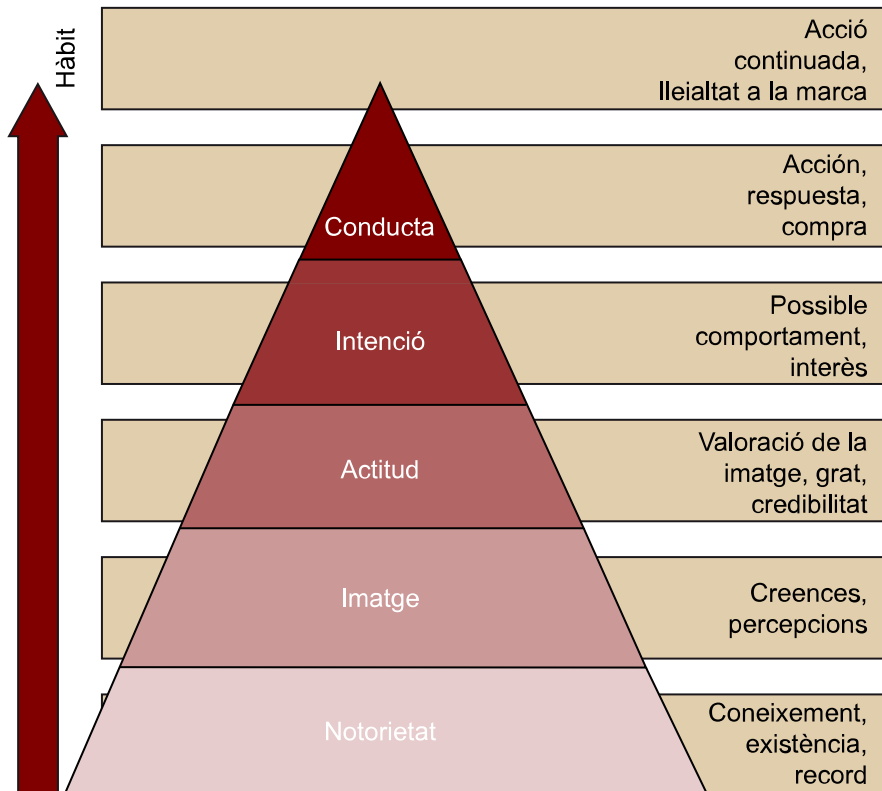 Hàbit
Acció
continuada,
lleialtat a la marca
Conducta
Acción,
respuesta,
compra
Intenció
Possible
comportament,
interès
Actitud
Valoració de la
imatge, grat,
credibilitat
Imatge
Creences,
percepcions
Notorietat
Coneixement,
existència,
record